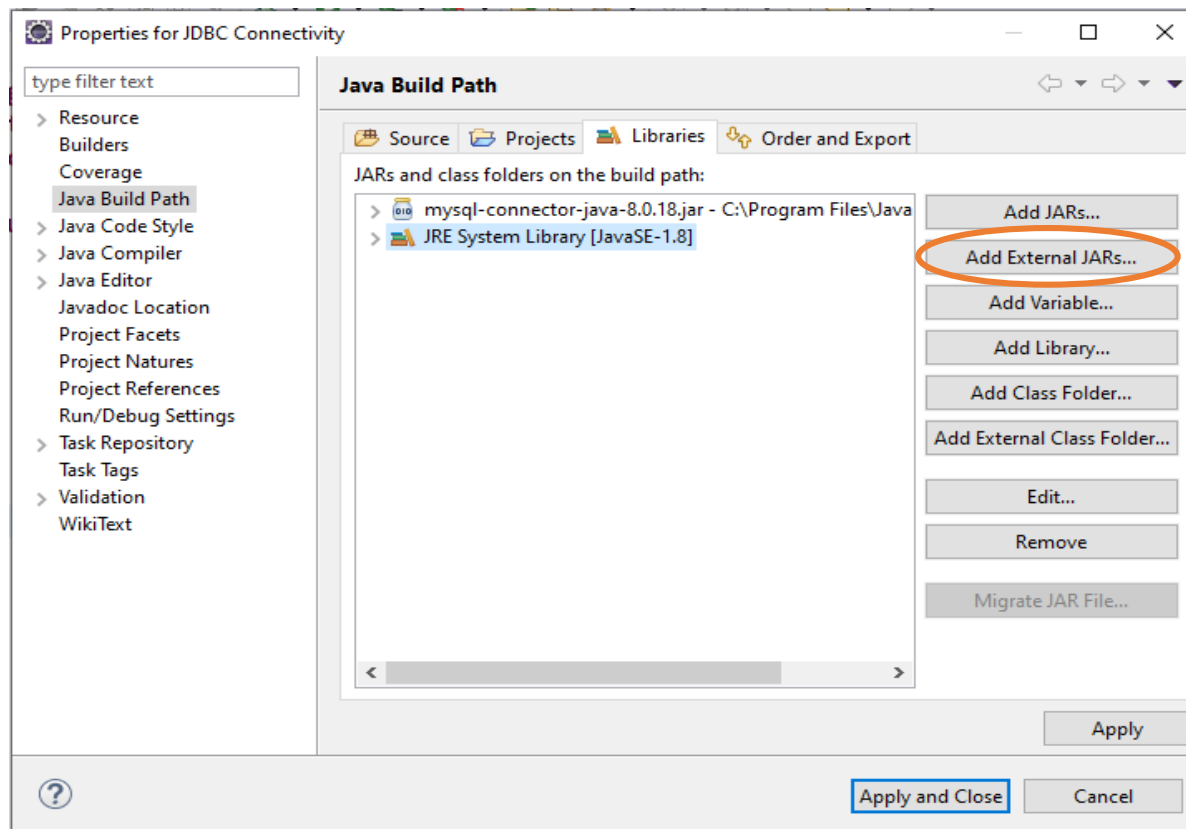 Properties for JDBC Connectivity
type filter text
Resource
Builders
Coverage
Java Build Path
Java Code Style
Java Compiler
Java Editor
Javadoc Location
Project Facets
Project Natures
Project References
Run/Debug Settings
Task Repository
Task Tags
Validation
WikiText
Java Build Path
Source
Projects
Libraries
Order and Export
JARs and class folders on the build path:
mysql-connector-java-8.0.18.jar - C:\Program Files\Java
JRE System Library [JavaSE-1.8]
Add JARs...
Add External JARs...
Add Variable...
Add Library...
Add Class Folder...
Add External Class Folder...
Edit...
Remove
Migrate JAR File...
Apply
Apply and Close
Cancel